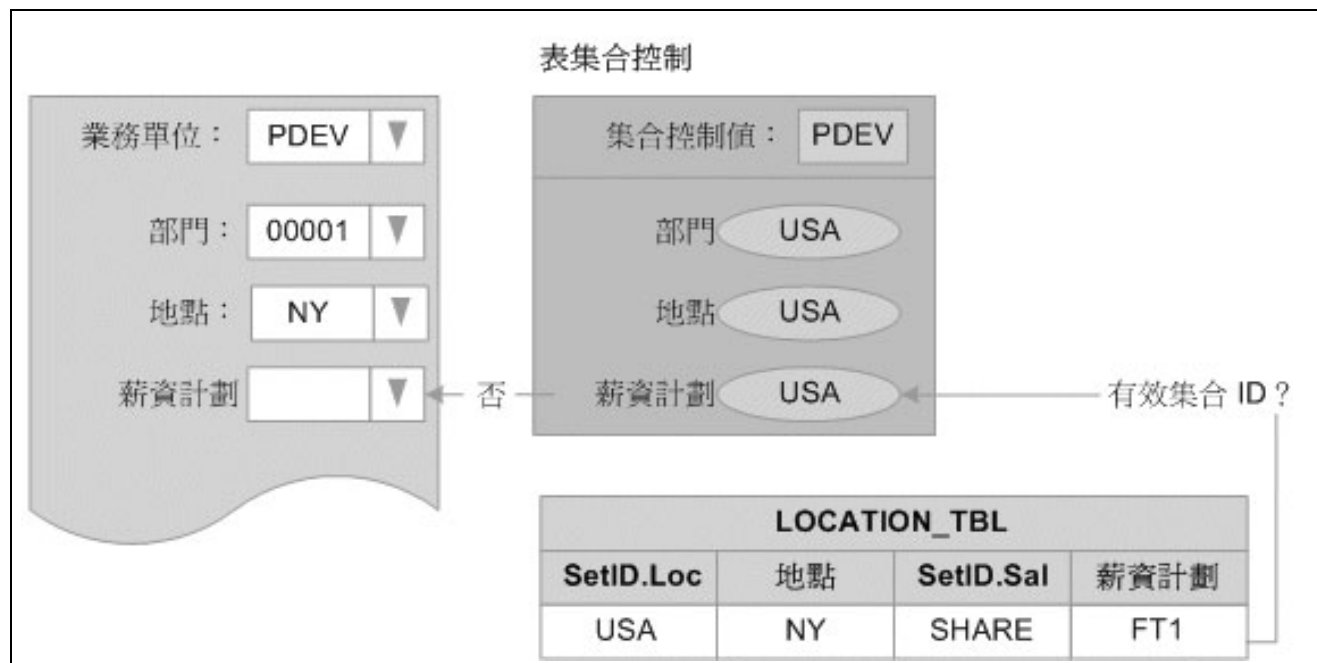 表集合控制
業務單位： PDEV
部門： 00001
地點： NY
薪資計劃
集合控制值： PDEV
部門 USA
地點 USA
薪資計劃 USA
否
有效集合 ID？
LOCATION_TBL
SetID.Loc 地點 SetID.Sal 薪資計劃
USA NY SHARE FT1